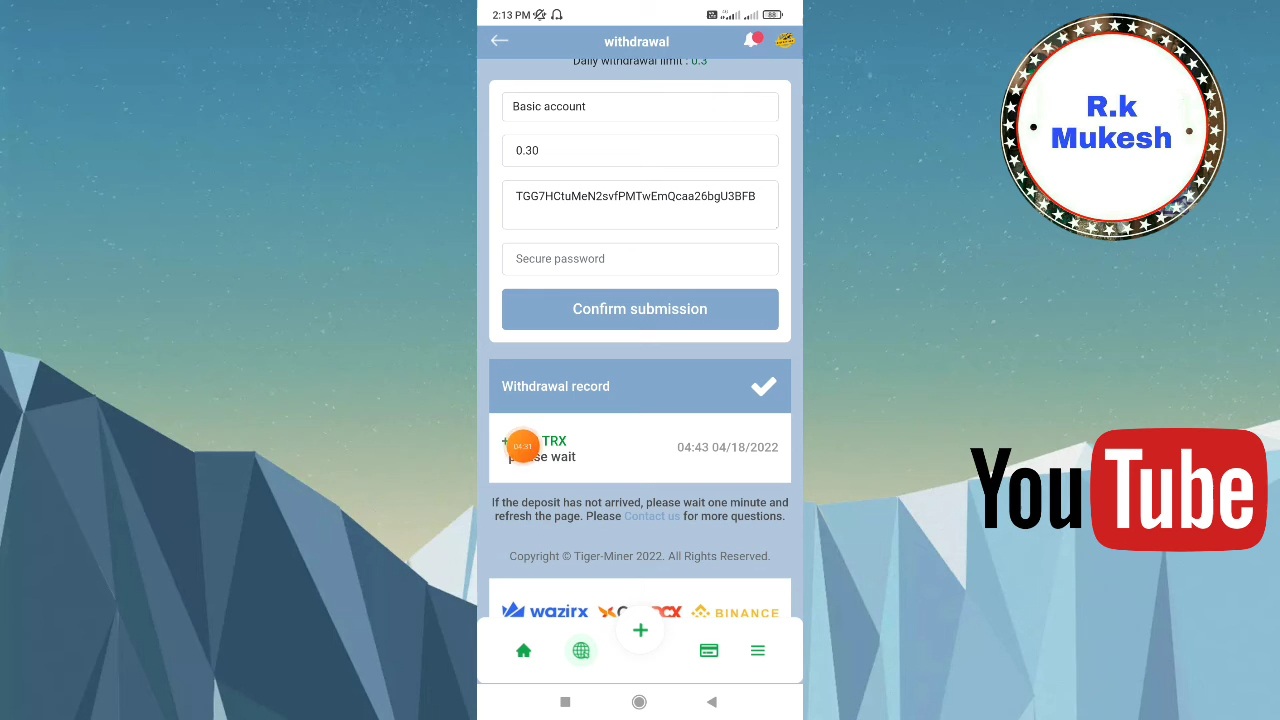 2:13 PM
88
withdrawal
Daily withdrawal limit : 0.3
Basic account
0.30
TGG7HCtuMeN2svfPMTwEmQcaa26bgU3BFB
Secure password
Confirm submission
Withdrawal record
TRX
04:31
wait
04:43 04/18/2022
If the deposit has not arrived, please wait one minute and
refresh the page. Please Contact us for more questions.
Copyright © Tiger-Miner 2022. All Rights Reserved.
wazirx
BINANCE
R.k
Mukesh
YouTube